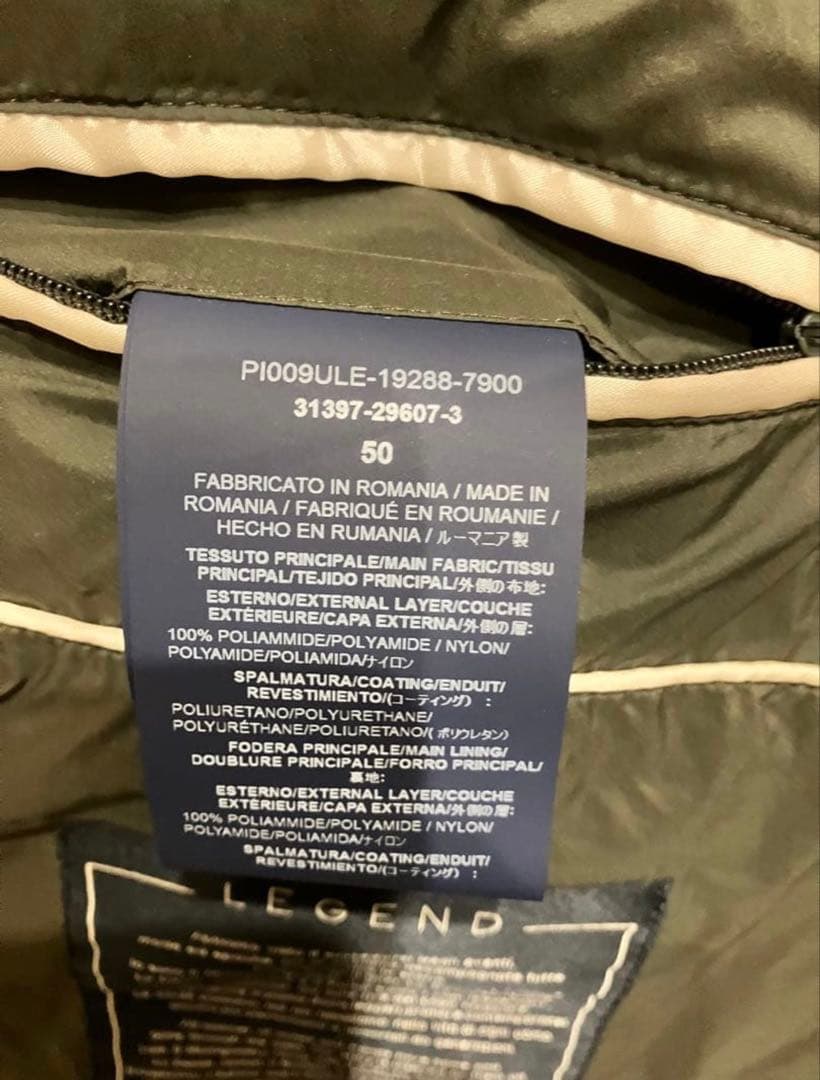 PI009ULE-19288-7900
31397-29607-3
50
FABBRICATO IN ROMANIA / MADE IN
ROMANIA / FABRIQUÉ EN ROUMANIE /
HECHO EN RUMANIA / ルーマニア製
TESSUTO PRINCIPALE/MAIN FABRIC/TISSU
PRINCIPAL/TEJIDO PRINCIPAL/外側の布地:
ESTERNO/EXTERNAL LAYER/COUCHE
EXTÉRIEURE/CAPA EXTERNA/外側の層:
100% POLIAMMIDE/POLYAMIDE / NYLON/
POLYAMIDE/POLIAMIDA/ナイロン
SPALMATURA/COATING/ENDUIT/
REVESTIMIENTO/(コーティング) :
POLIURETANO/POLYURETHANE/
POLYURÉTHANE/POLIURETANO/( ポリウレタン)
FODERA PRINCIPALE/MAIN LINING/
DOUBLURE PRINCIPALE/FORRO PRINCIPAL/
裏地:
ESTERNO/EXTERNAL LAYER/COUCHE
EXTÉRIEURE/CAPA EXTERNA/外側の層:
100% POLIAMMIDE/POLYAMIDE / NYLON/
POLYAMIDE/POLIAMIDA/ナイロン
SPALMATURA/COATING/ENDUIT/
REVESTIMIENTO/(コーティング) :
LEGEND